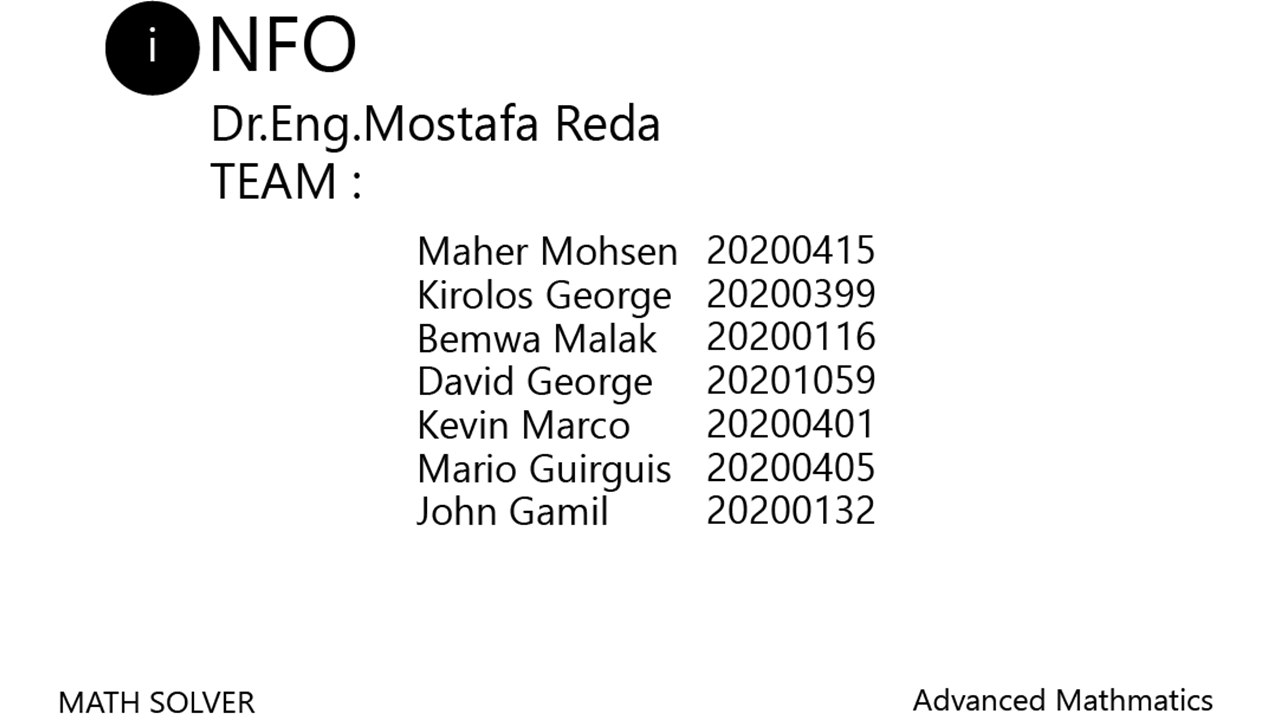 iNFO
Dr.Eng.Mostafa Reda
TEAM :
Maher Mohsen 20200415
Kirolos George 20200399
Bemwa Malak 20200116
David George 20201059
Kevin Marco 20200401
Mario Guirguis 20200405
John Gamil 20200132
MATH SOLVER
Advanced Mathmatics